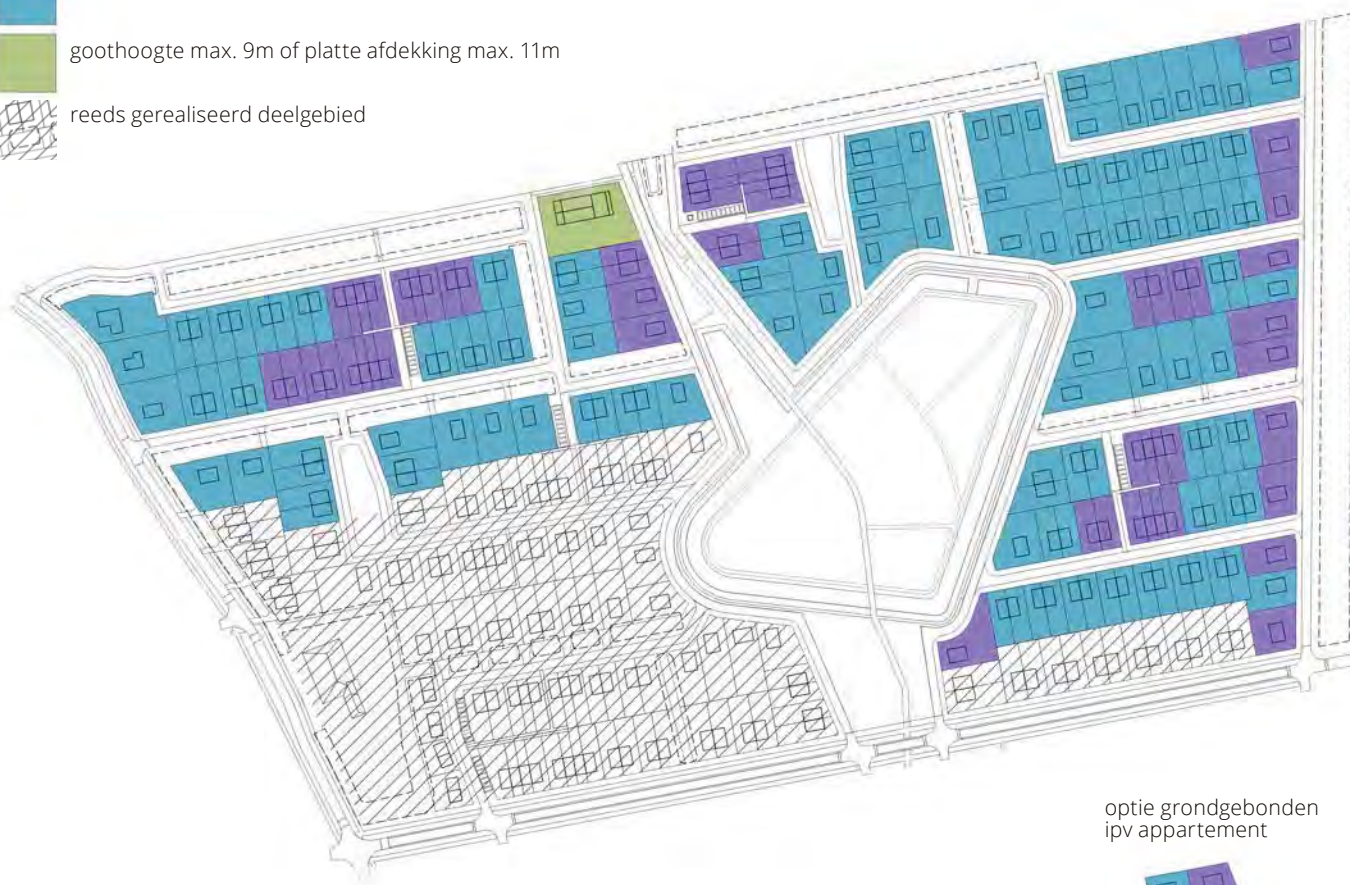 goothoogte max. 9m of platte afdekking max. 11m
reeds gerealiseerd deelgebied
optie grondgebonden
ipv appartement